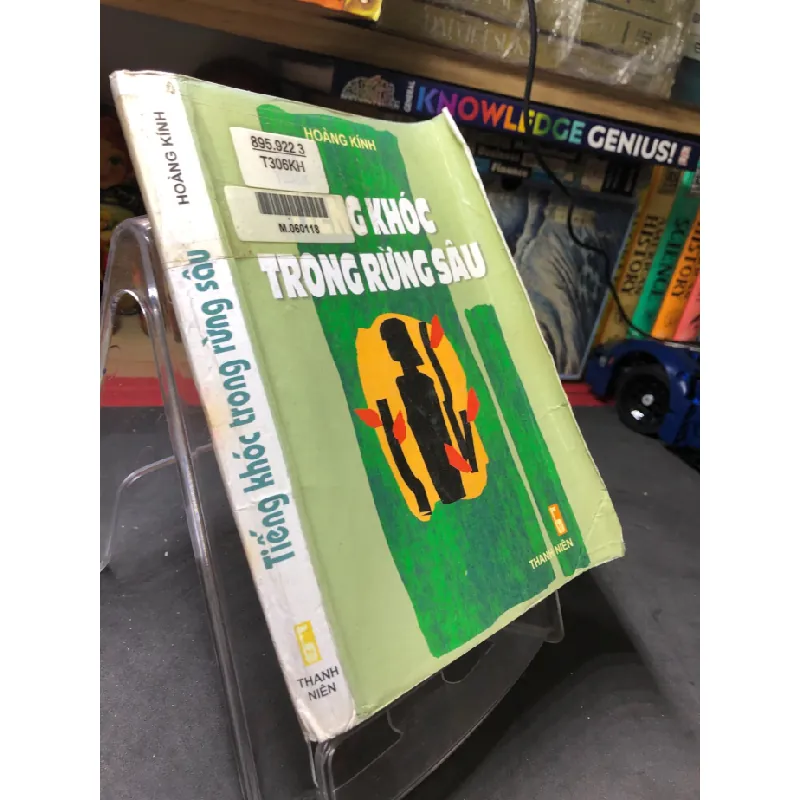 HOÀNG KÍNH
Tiếng khóc trong rừng sâu
THANH
NIÊN
HOÀNG KÍNH
895.922 3
T306KH
M.060118
KHÓC
TRONG RỪNG SÂU
THANH NIÊN
GENERAL
KNOWLEDGE GENIUS!
HISTORY
SCIENCE
HISTORY